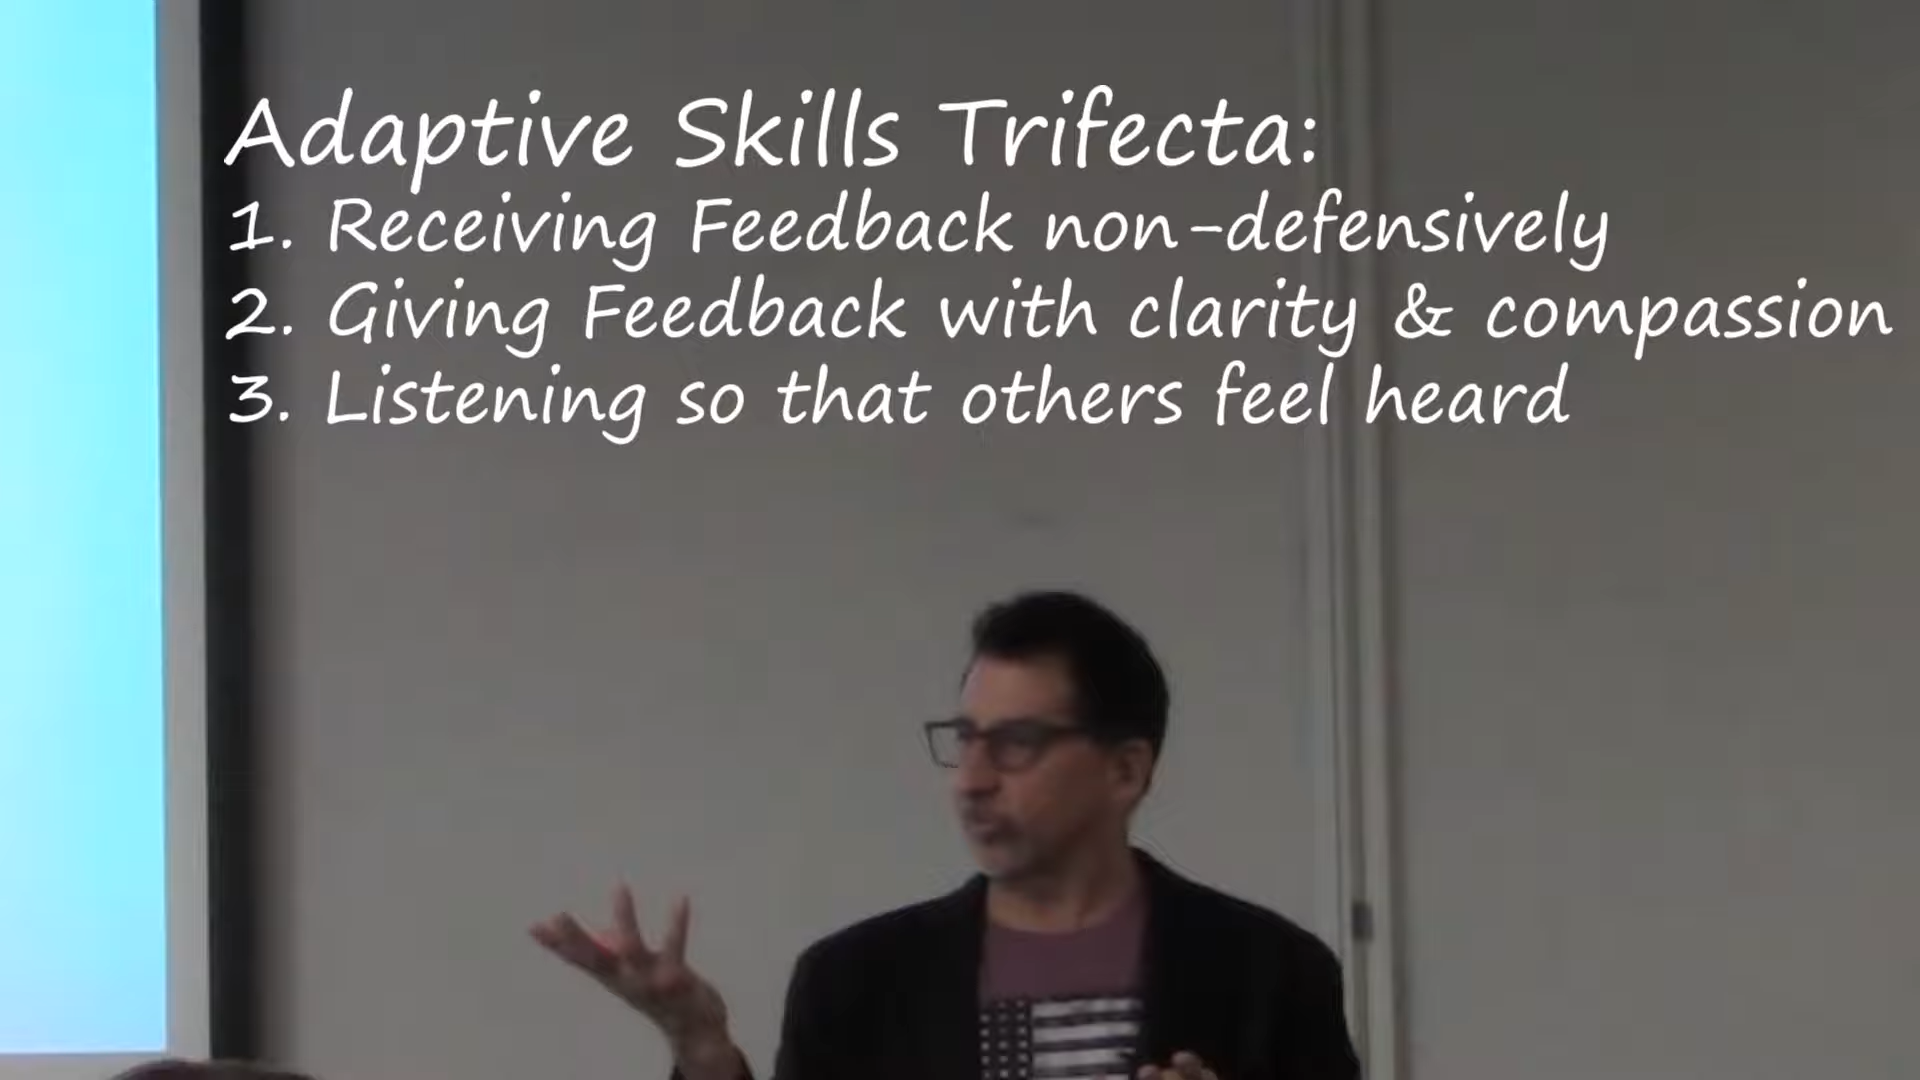 Adaptive Skills Trifecta:
1. Receiving Feedback non-defensively
2. Giving Feedback with clarity & compassion
3. Listening so that others feel heard